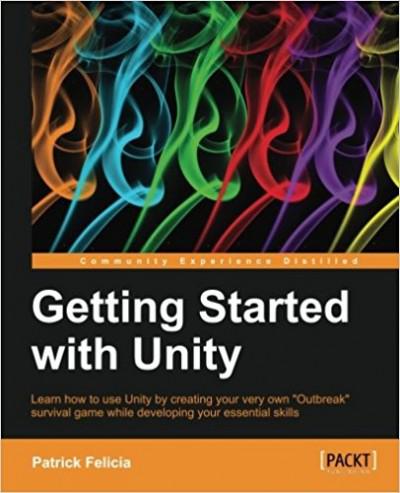 Community Experience Distilled
Getting Started
with Unity
Learn how to use Unity by creating your very own "Outbreak"
survival game while developing your essential skills
Patrick Felicia
[PACKT]
PUBLISHING